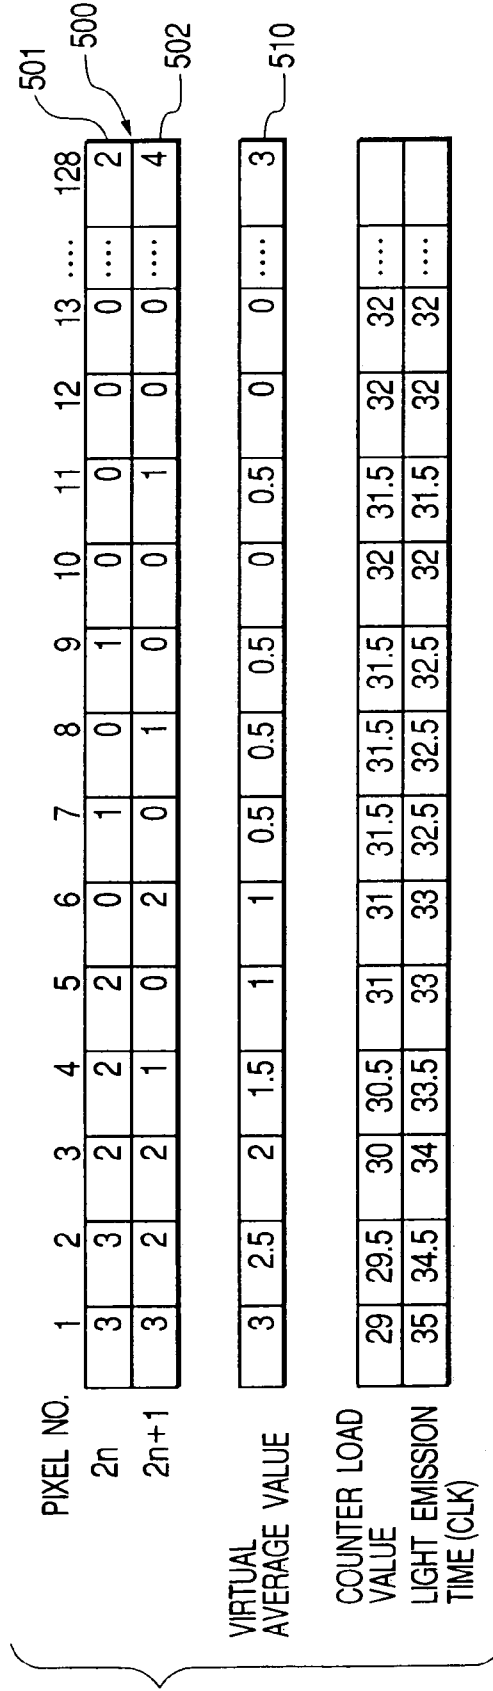 PIXEL NO. 1 2 3 4 5 6 7 8 9 10 11 12 13 .... 128
2n 3 3 2 2 2 0 1 0 1 0 0 0 0 .... 2 501
500
2n+1 3 2 2 1 0 2 0 1 0 0 1 0 0 .... 4 502
VIRTUAL
AVERAGE VALUE 3 2.5 2 1.5 1 1 0.5 0.5 0.5 0 0.5 0 0 .... 3 510
COUNTER LOAD
VALUE 29 29.5 30 30.5 31 31 31.5 31.5 31.5 32 31.5 32 32 ....
LIGHT EMISSION
TIME (CLK) 35 34.5 34 33.5 33 33 32.5 32.5 32.5 32 31.5 32 32 ....